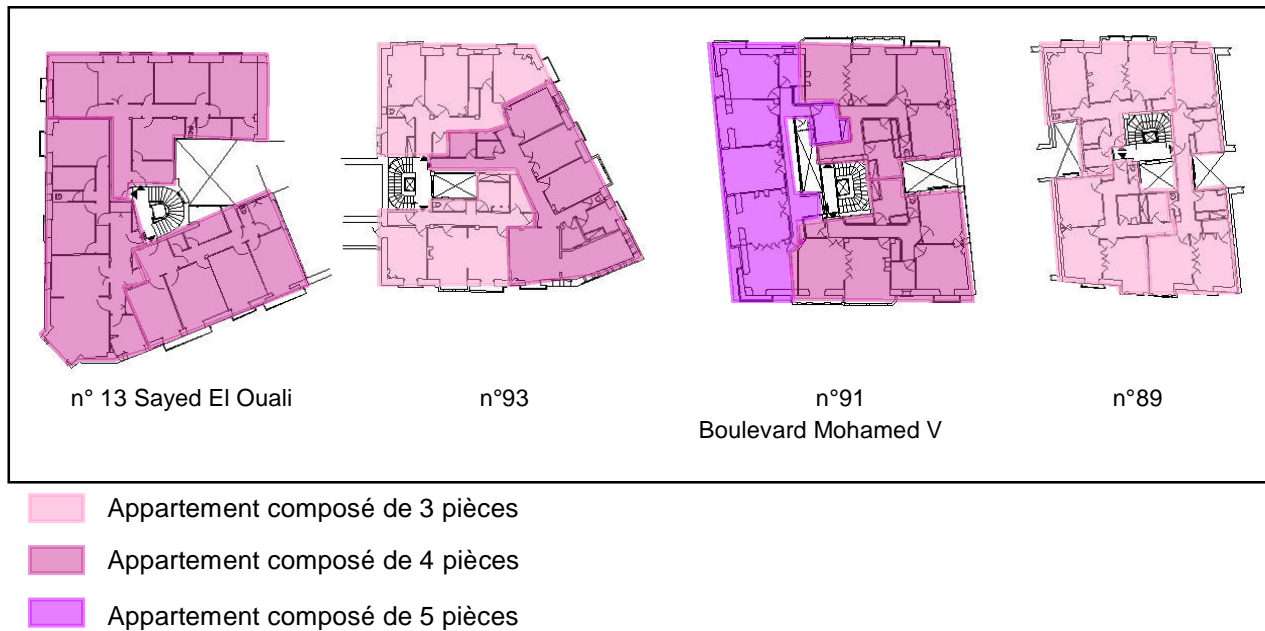 n° 13 Sayed El Ouali
n°93
n°91
n°89
Boulevard Mohamed V
Appartement composé de 3 pièces
Appartement composé de 4 pièces
Appartement composé de 5 pièces